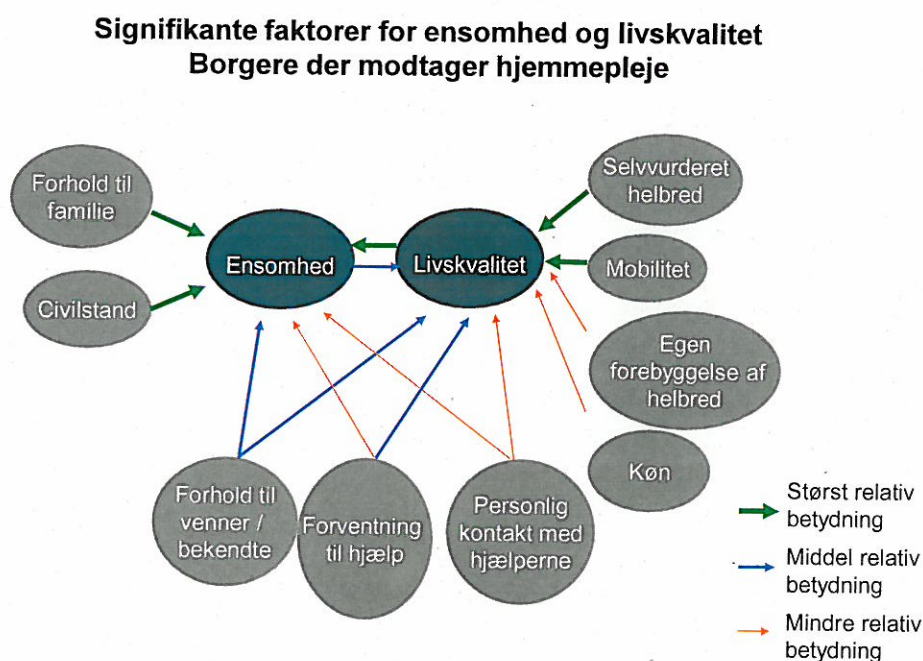 Signifikante faktorer for ensomhed og livskvalitet
Borgere der modtager hjemmepleje
Forhold til
familie
Civilstand
Ensomhed
Livskvalitet
Selvvurderet
helbred
Mobilitet
Egen
forebyggelse af
helbred
Køn
Forhold til
venner /
bekendte
Forventning
til hjælp
Personlig
kontakt med
hjælperne
Størst relativ
betydning
Middel relativ
betydning
Mindre relativ
betydning